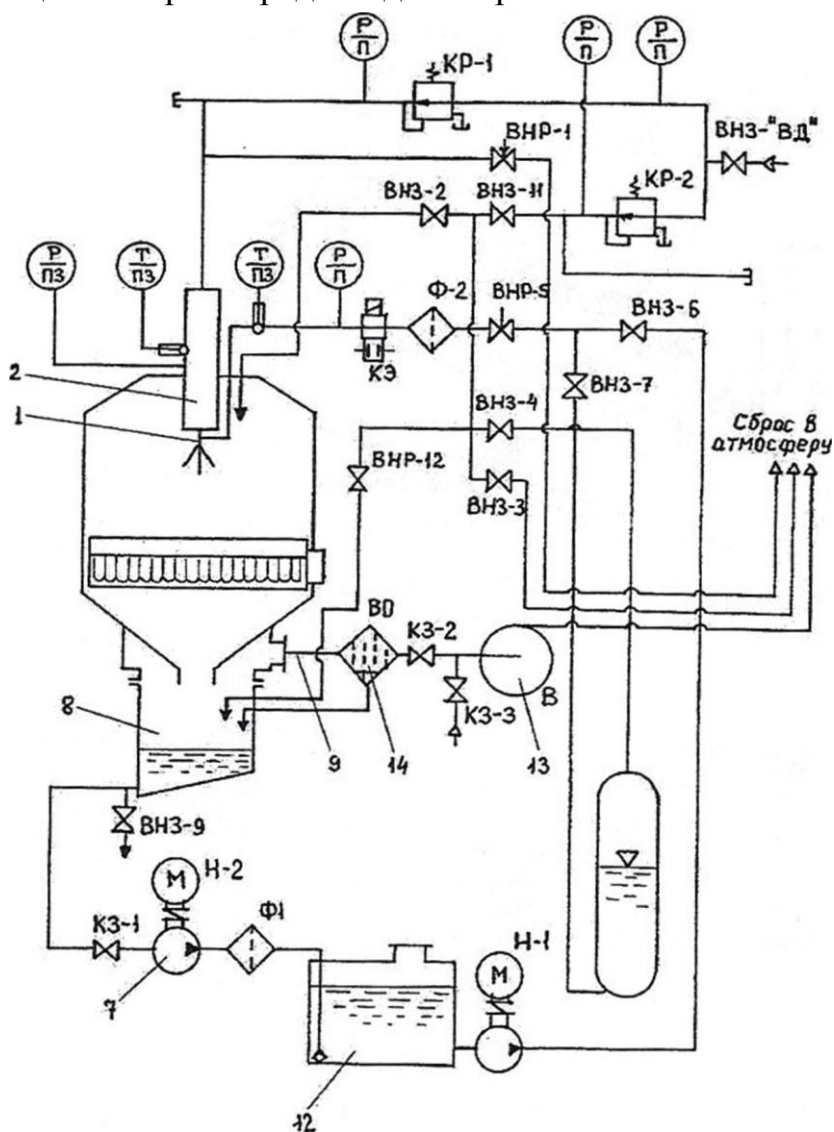 Р
П
Р
П
Р
П
КР-1
ВНЗ-"ВД"
ВНР-1
КР-2
ВНЗ-2
ВНЗ-11
Р
ПЗ
Т
ПЗ
Т
ПЗ
Р
П
Ф-2
ВНР-5
ВНЗ-6
КЭ
2
ВНЗ-7
1
ВНЗ-4
Сброс в
атмосферу
ВНР-12
ВНЗ-3
ВО
КЗ-2
8
В
КЗ-3
9
14
13
ВНЗ-9
М
Н-2
КЗ-1
Ф1
Н-1
М
7
12